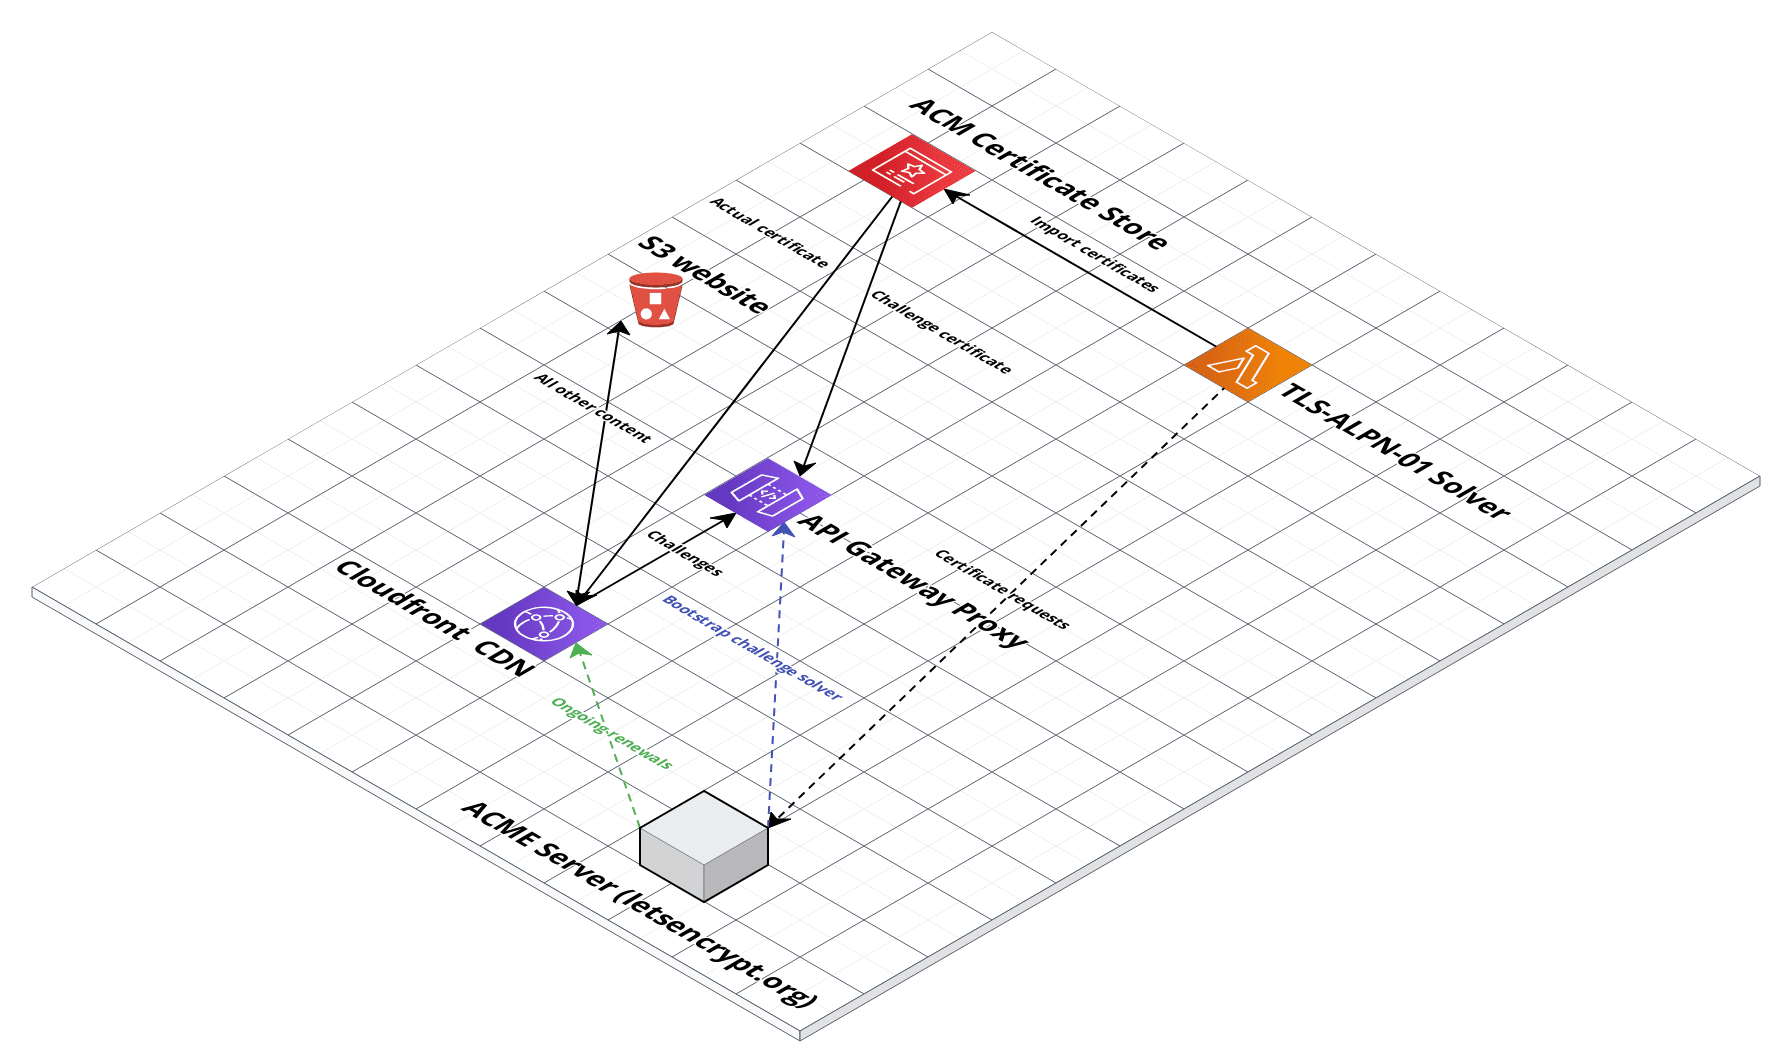 ACM Certificate Store
Actual certificate
Import certificates
S3 website
Challenge certificate
All other content
TLS-ALPN-01 Solver
</>
API Gateway Proxy
Challenges
Certificate requests
Cloudfront CDN
Bootstrap challenge solver
Ongoing renewals
ACME Server (letsencrypt.org)